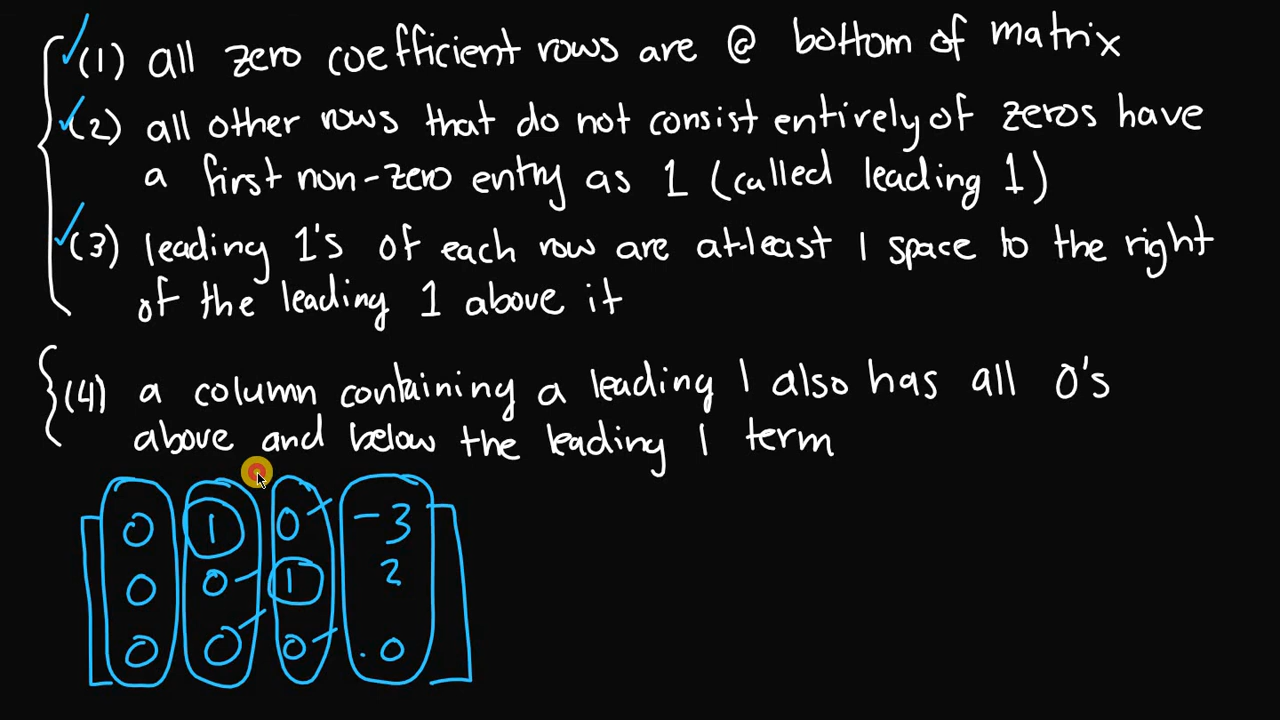 (1) all zero coefficient rows are @ bottom of matrix
(2) all other rows that do not consist entirely of zeros have
a first non-zero entry as 1 (called leading 1)
(3) leading 1's of each row are at-least 1 space to the right
of the leading 1 above it
(4) a column containing a leading 1 also has all 0's
above and below the leading 1 term
0 1 0 -3
0 0 1 2
0 0 0 0